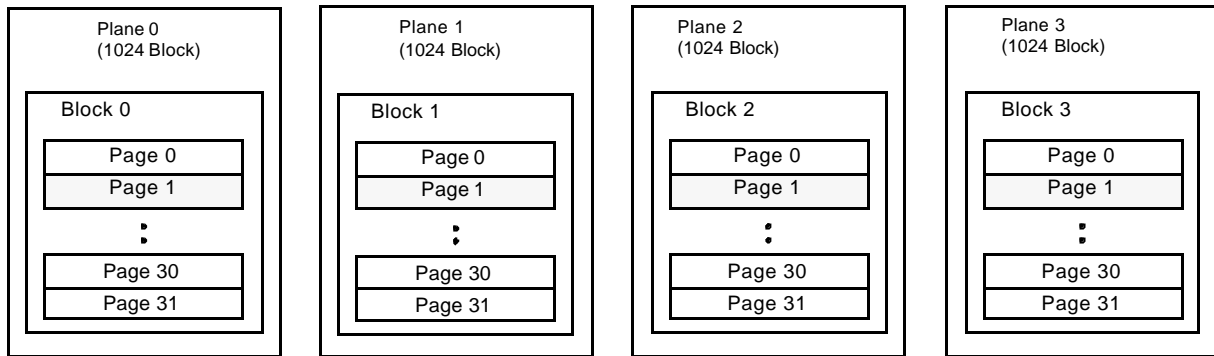 Plane 0
(1024 Block)
Block 0
Page 0
Page 1
Page 30
Page 31
Plane 1
(1024 Block)
Block 1
Page 0
Page 1
Page 30
Page 31
Plane 2
(1024 Block)
Block 2
Page 0
Page 1
Page 30
Page 31
Plane 3
(1024 Block)
Block 3
Page 0
Page 1
Page 30
Page 31